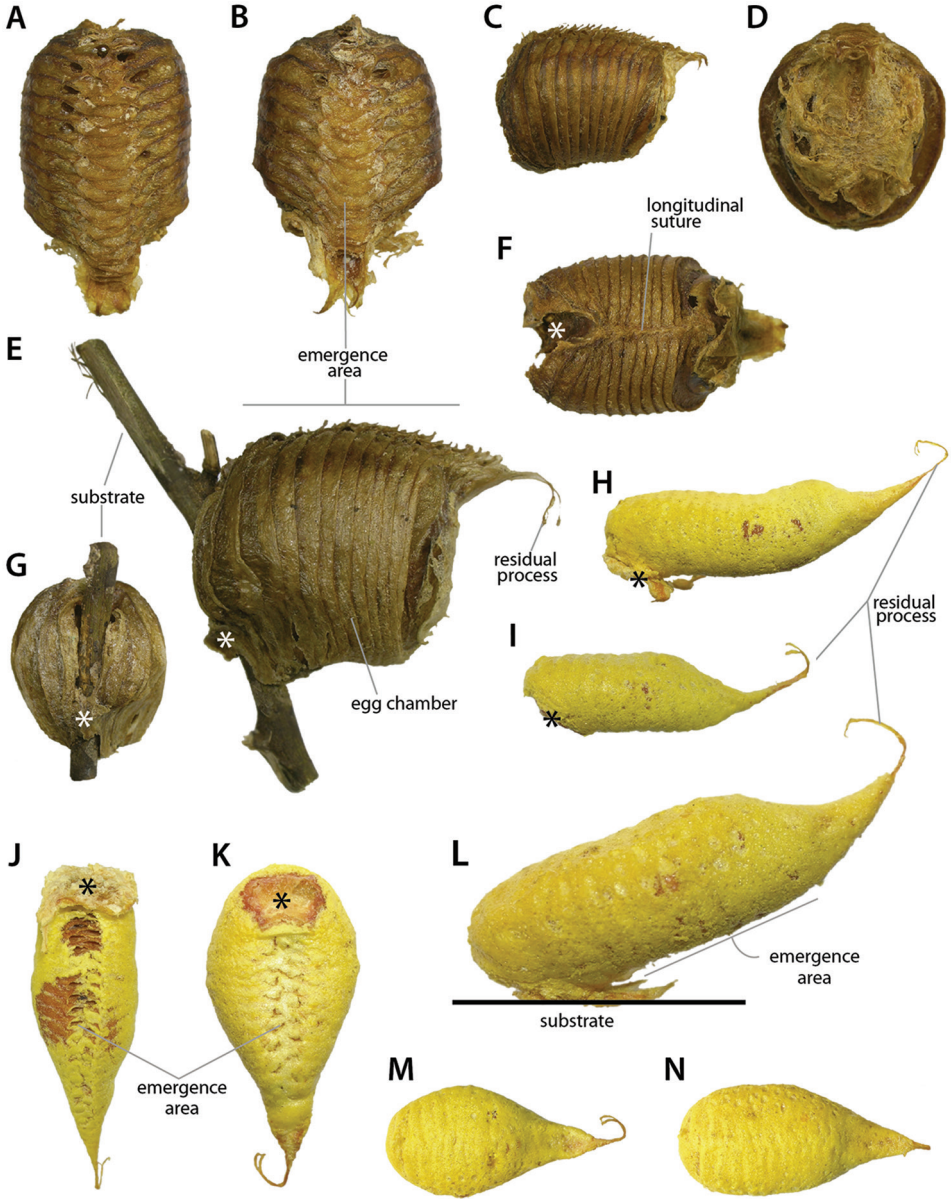 A
B
C
D
longitudinal
suture
F
*
E
emergence
area
substrate
H
*
residual
process
G
*
*
residual
process
I
*
egg chamber
J
*
K
*
L
emergence
area
substrate
emergence
area
M
N